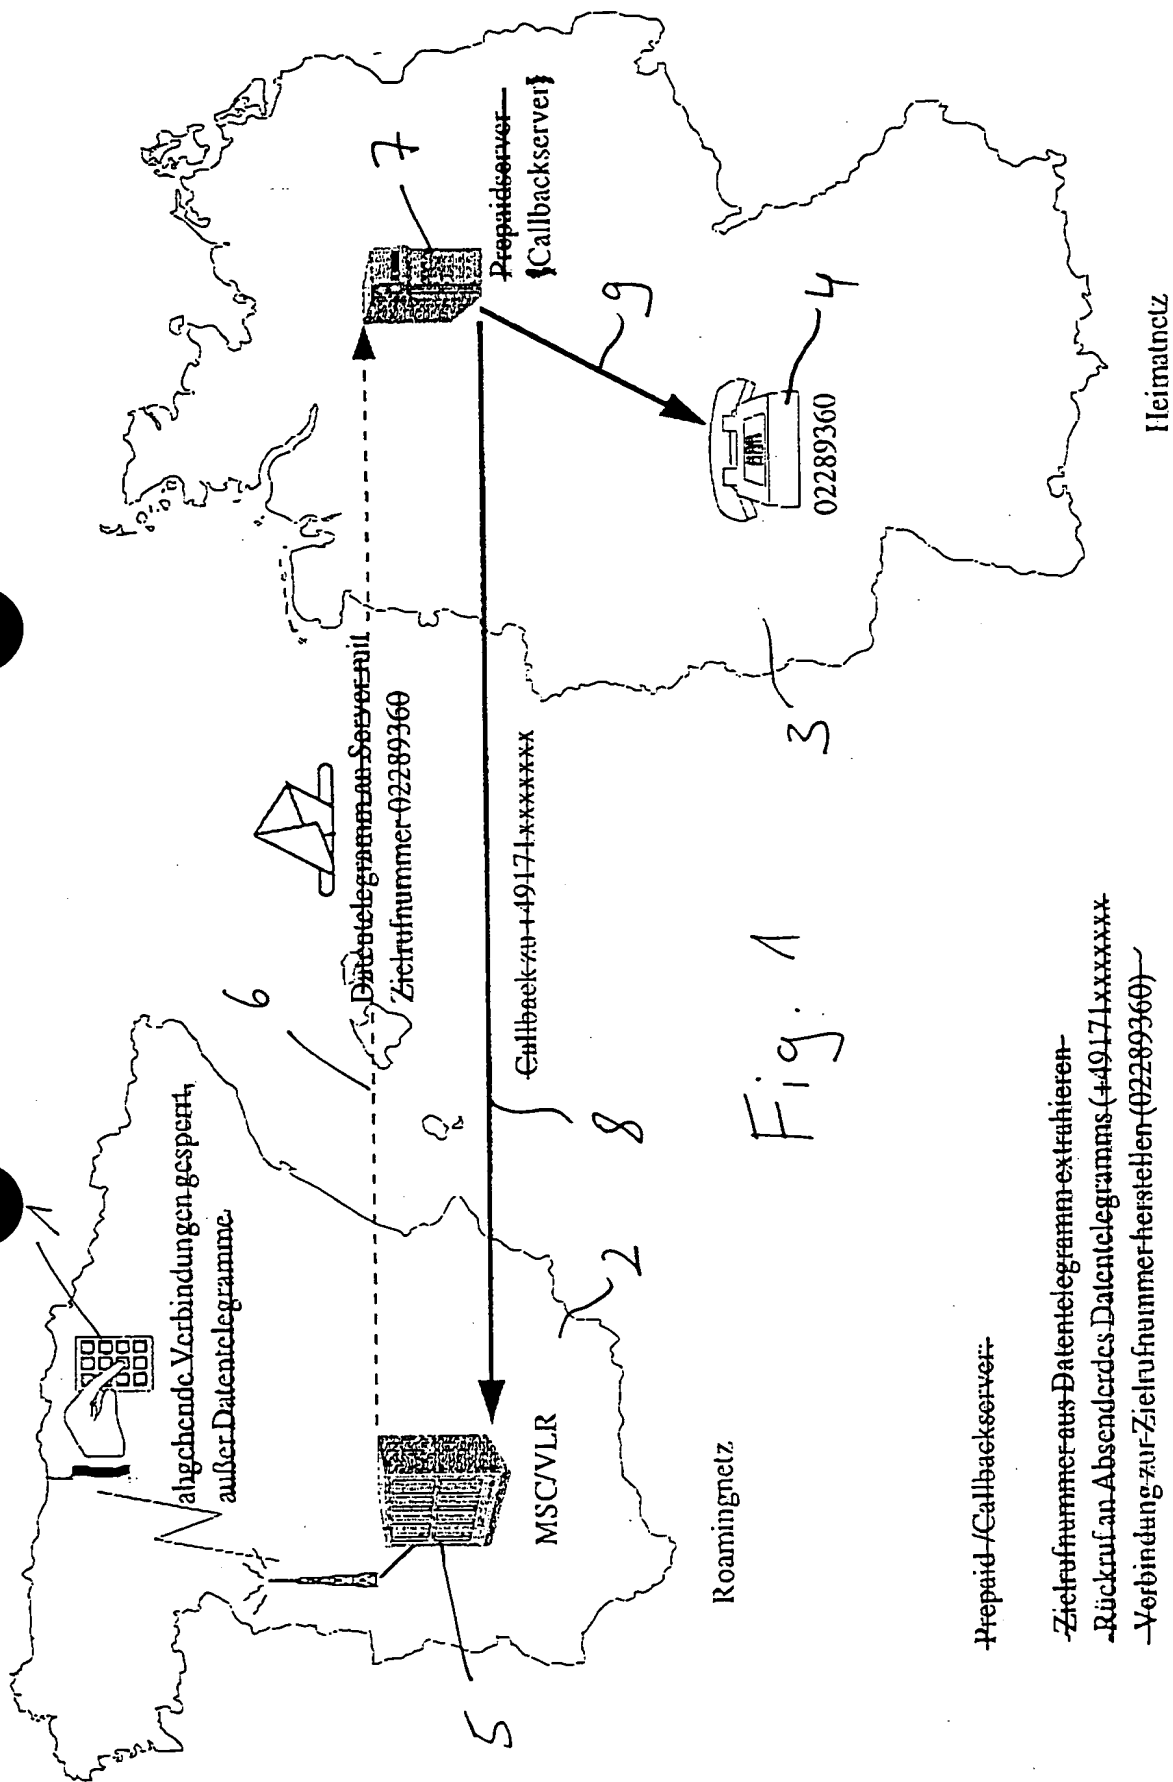 1
abgehende Verbindungen gesperrt,
außer Datentelegramme
6
Datentelegramm an Server mit
Zielrufnummer 02289360
7
Prepaidserver
(Callbackserver)
9
4
02289360
Callback zu +49171xxxxxxx
8
2
3
5
MSC/VLR
Roamingnetz
Fig. 1
Heimatnetz
Prepaid-/Callbackserver:
-Zielrufnummer aus Datentelegramm extrahieren
-Rückruf an Absender des Datentelegramms (+49171xxxxxxx
-Verbindung zur Zielrufnummer herstellen (02289360)